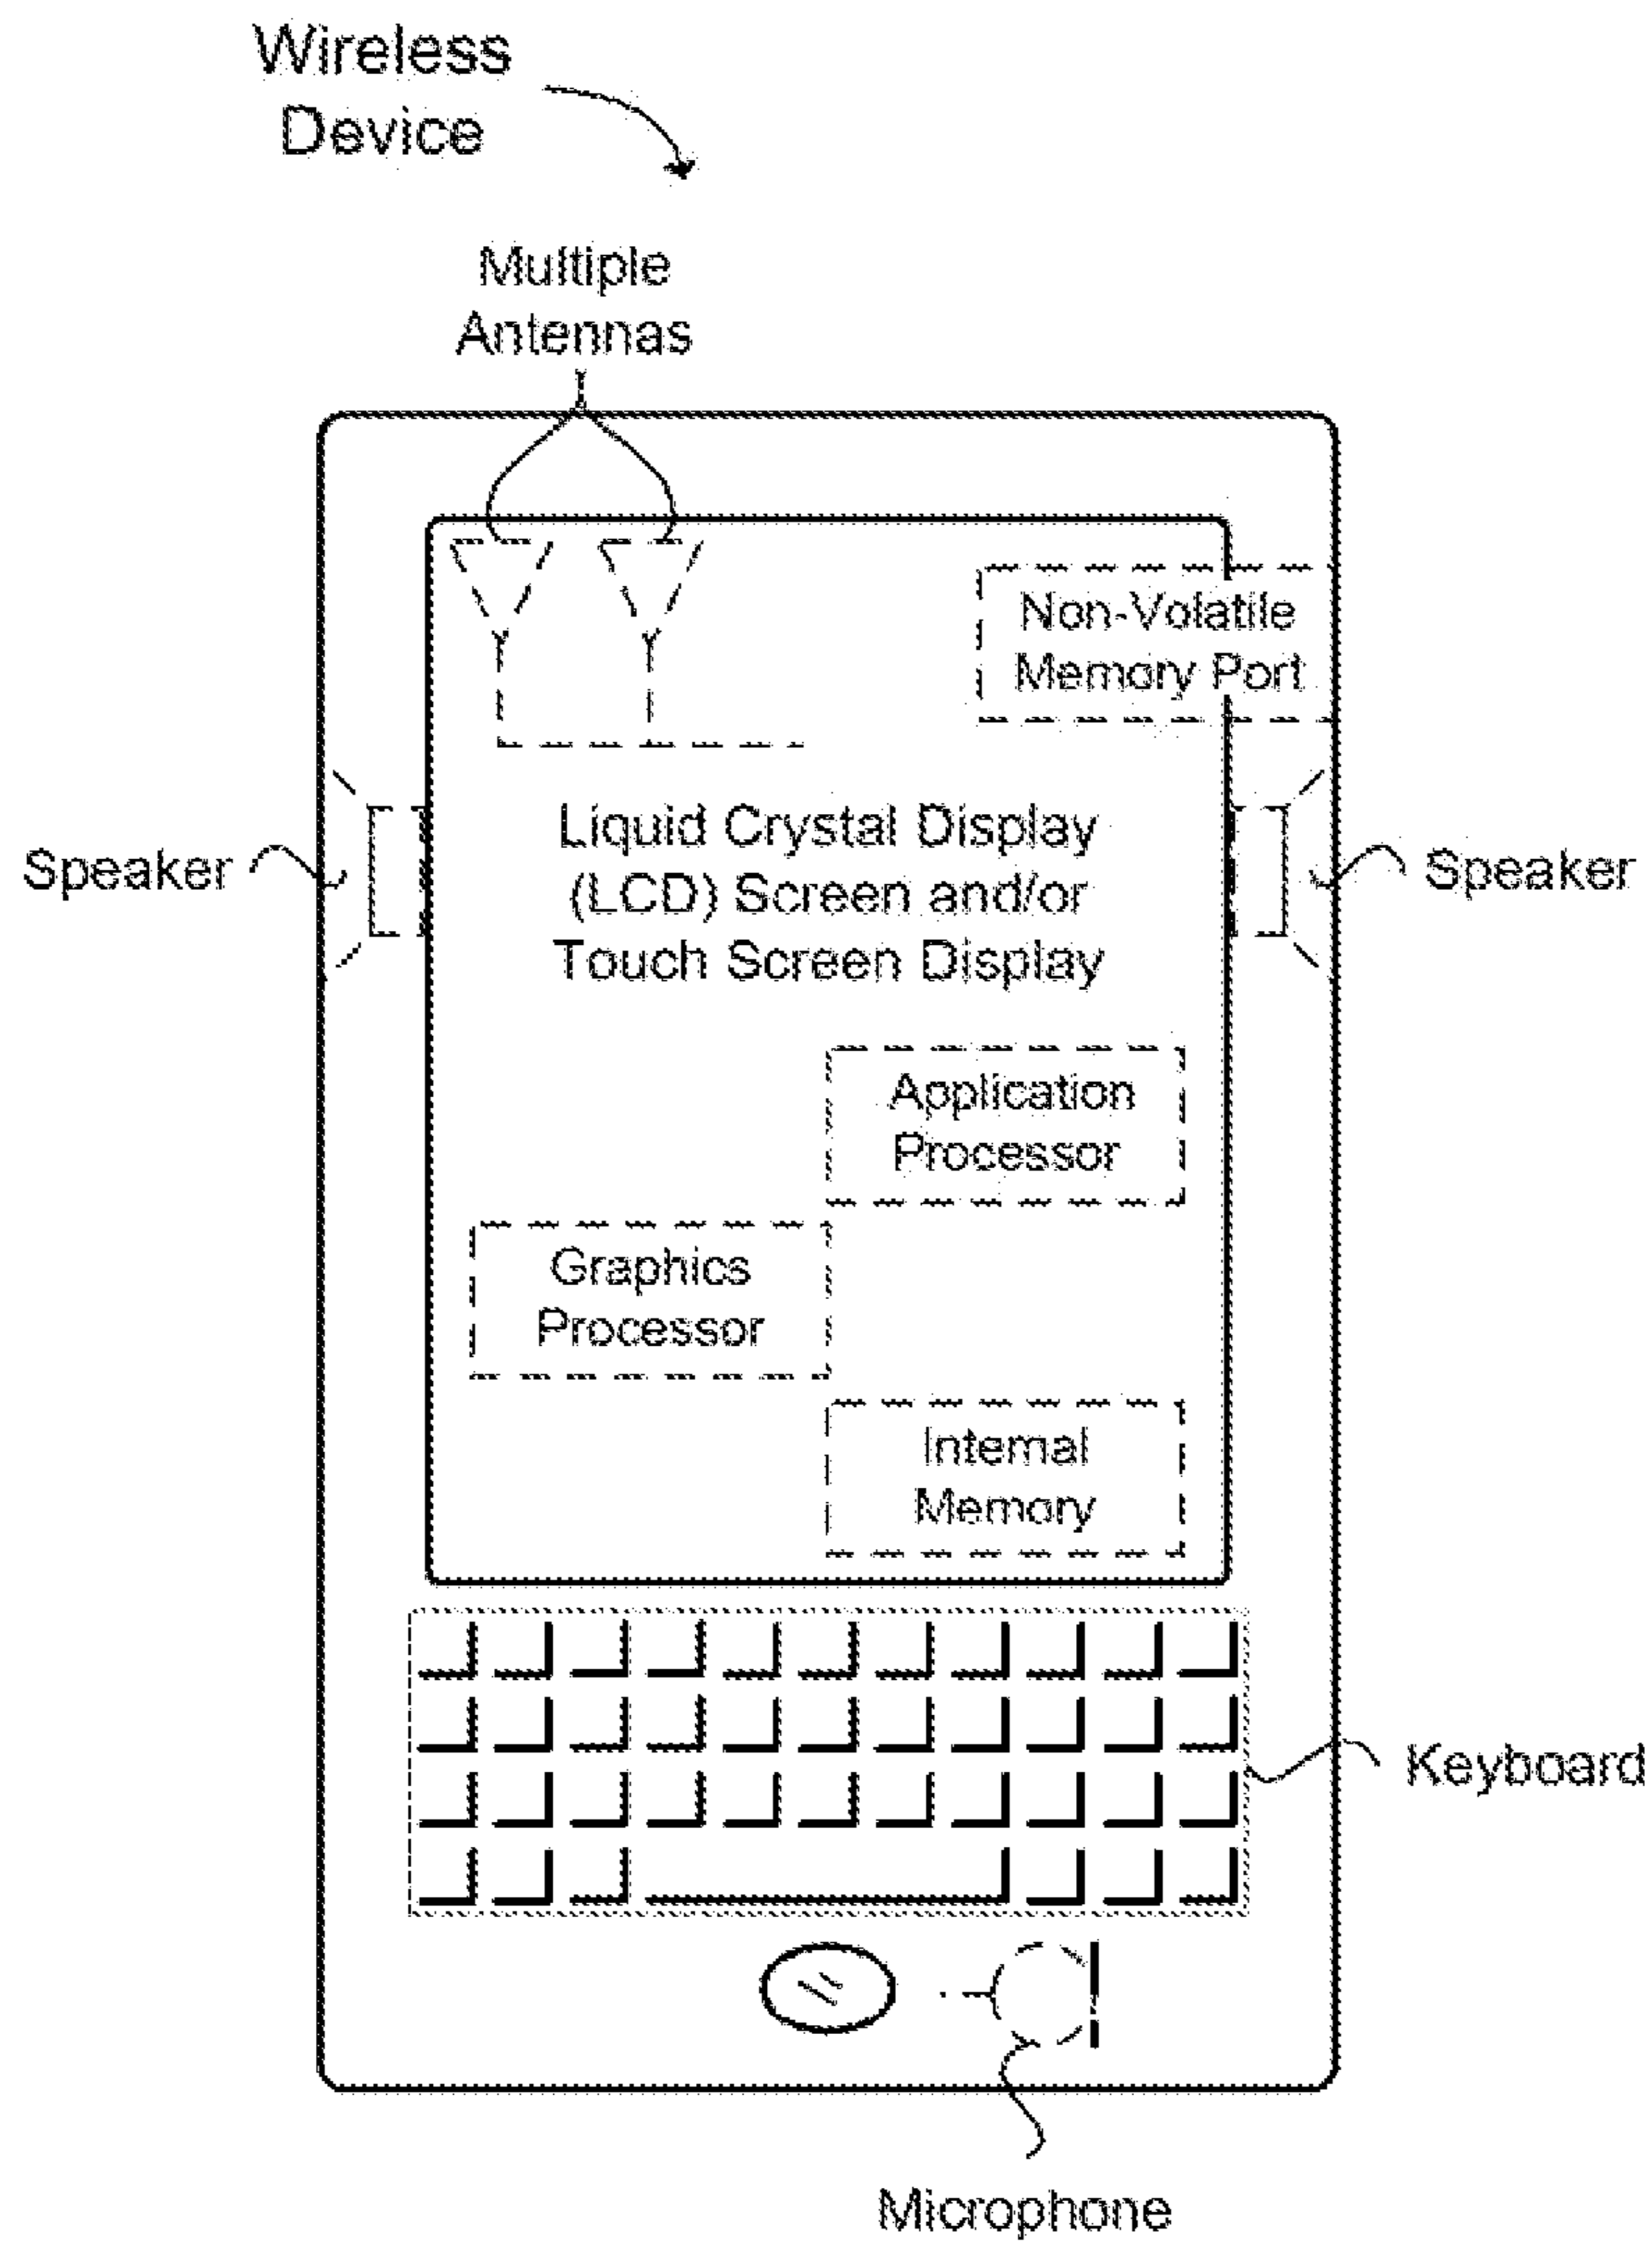 Wireless
Device
Multiple
Antennas
Non-Volatile
Memory Port
Speaker
Liquid Crystal Display
(LCD) Screen and/or
Touch Screen Display
Speaker
Application
Processor
Graphics
Processor
Internal
Memory
Keyboard
Microphone